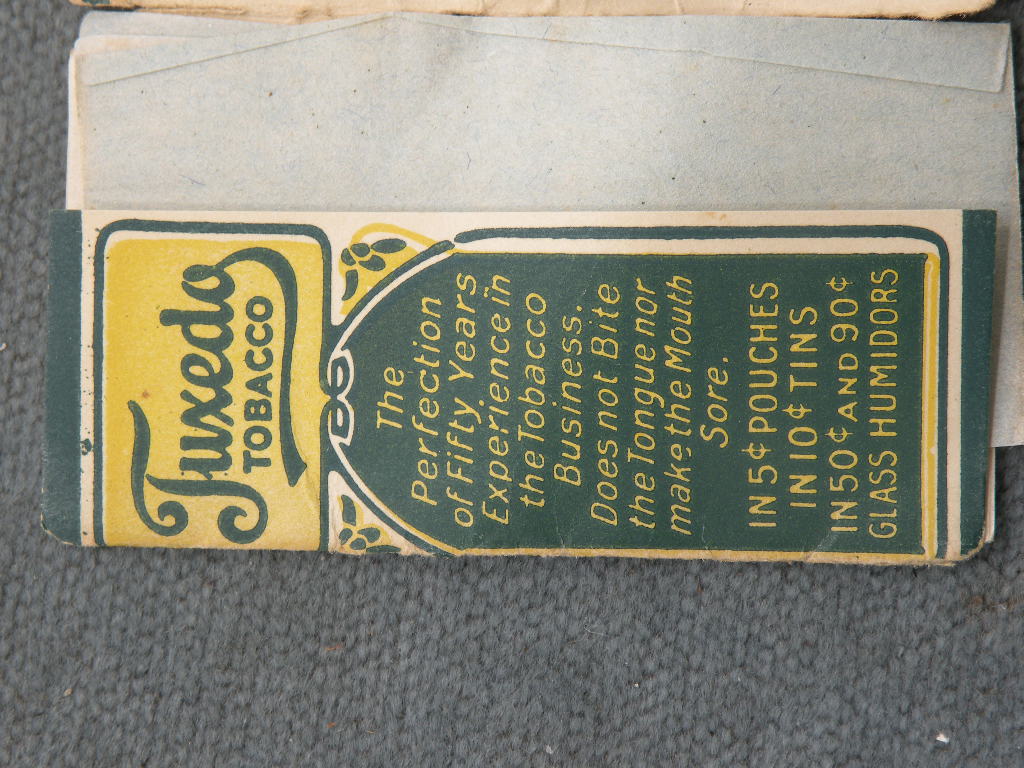 Tuxedo
TOBACCO
The
Perfection
of Fifty Years
Experience in
the Tobacco
Business.
Does not Bite
the Tongue nor
make the Mouth
Sore.
IN 5¢ POUCHES
IN 10¢ TINS
IN 50¢ AND 90¢
GLASS HUMIDORS